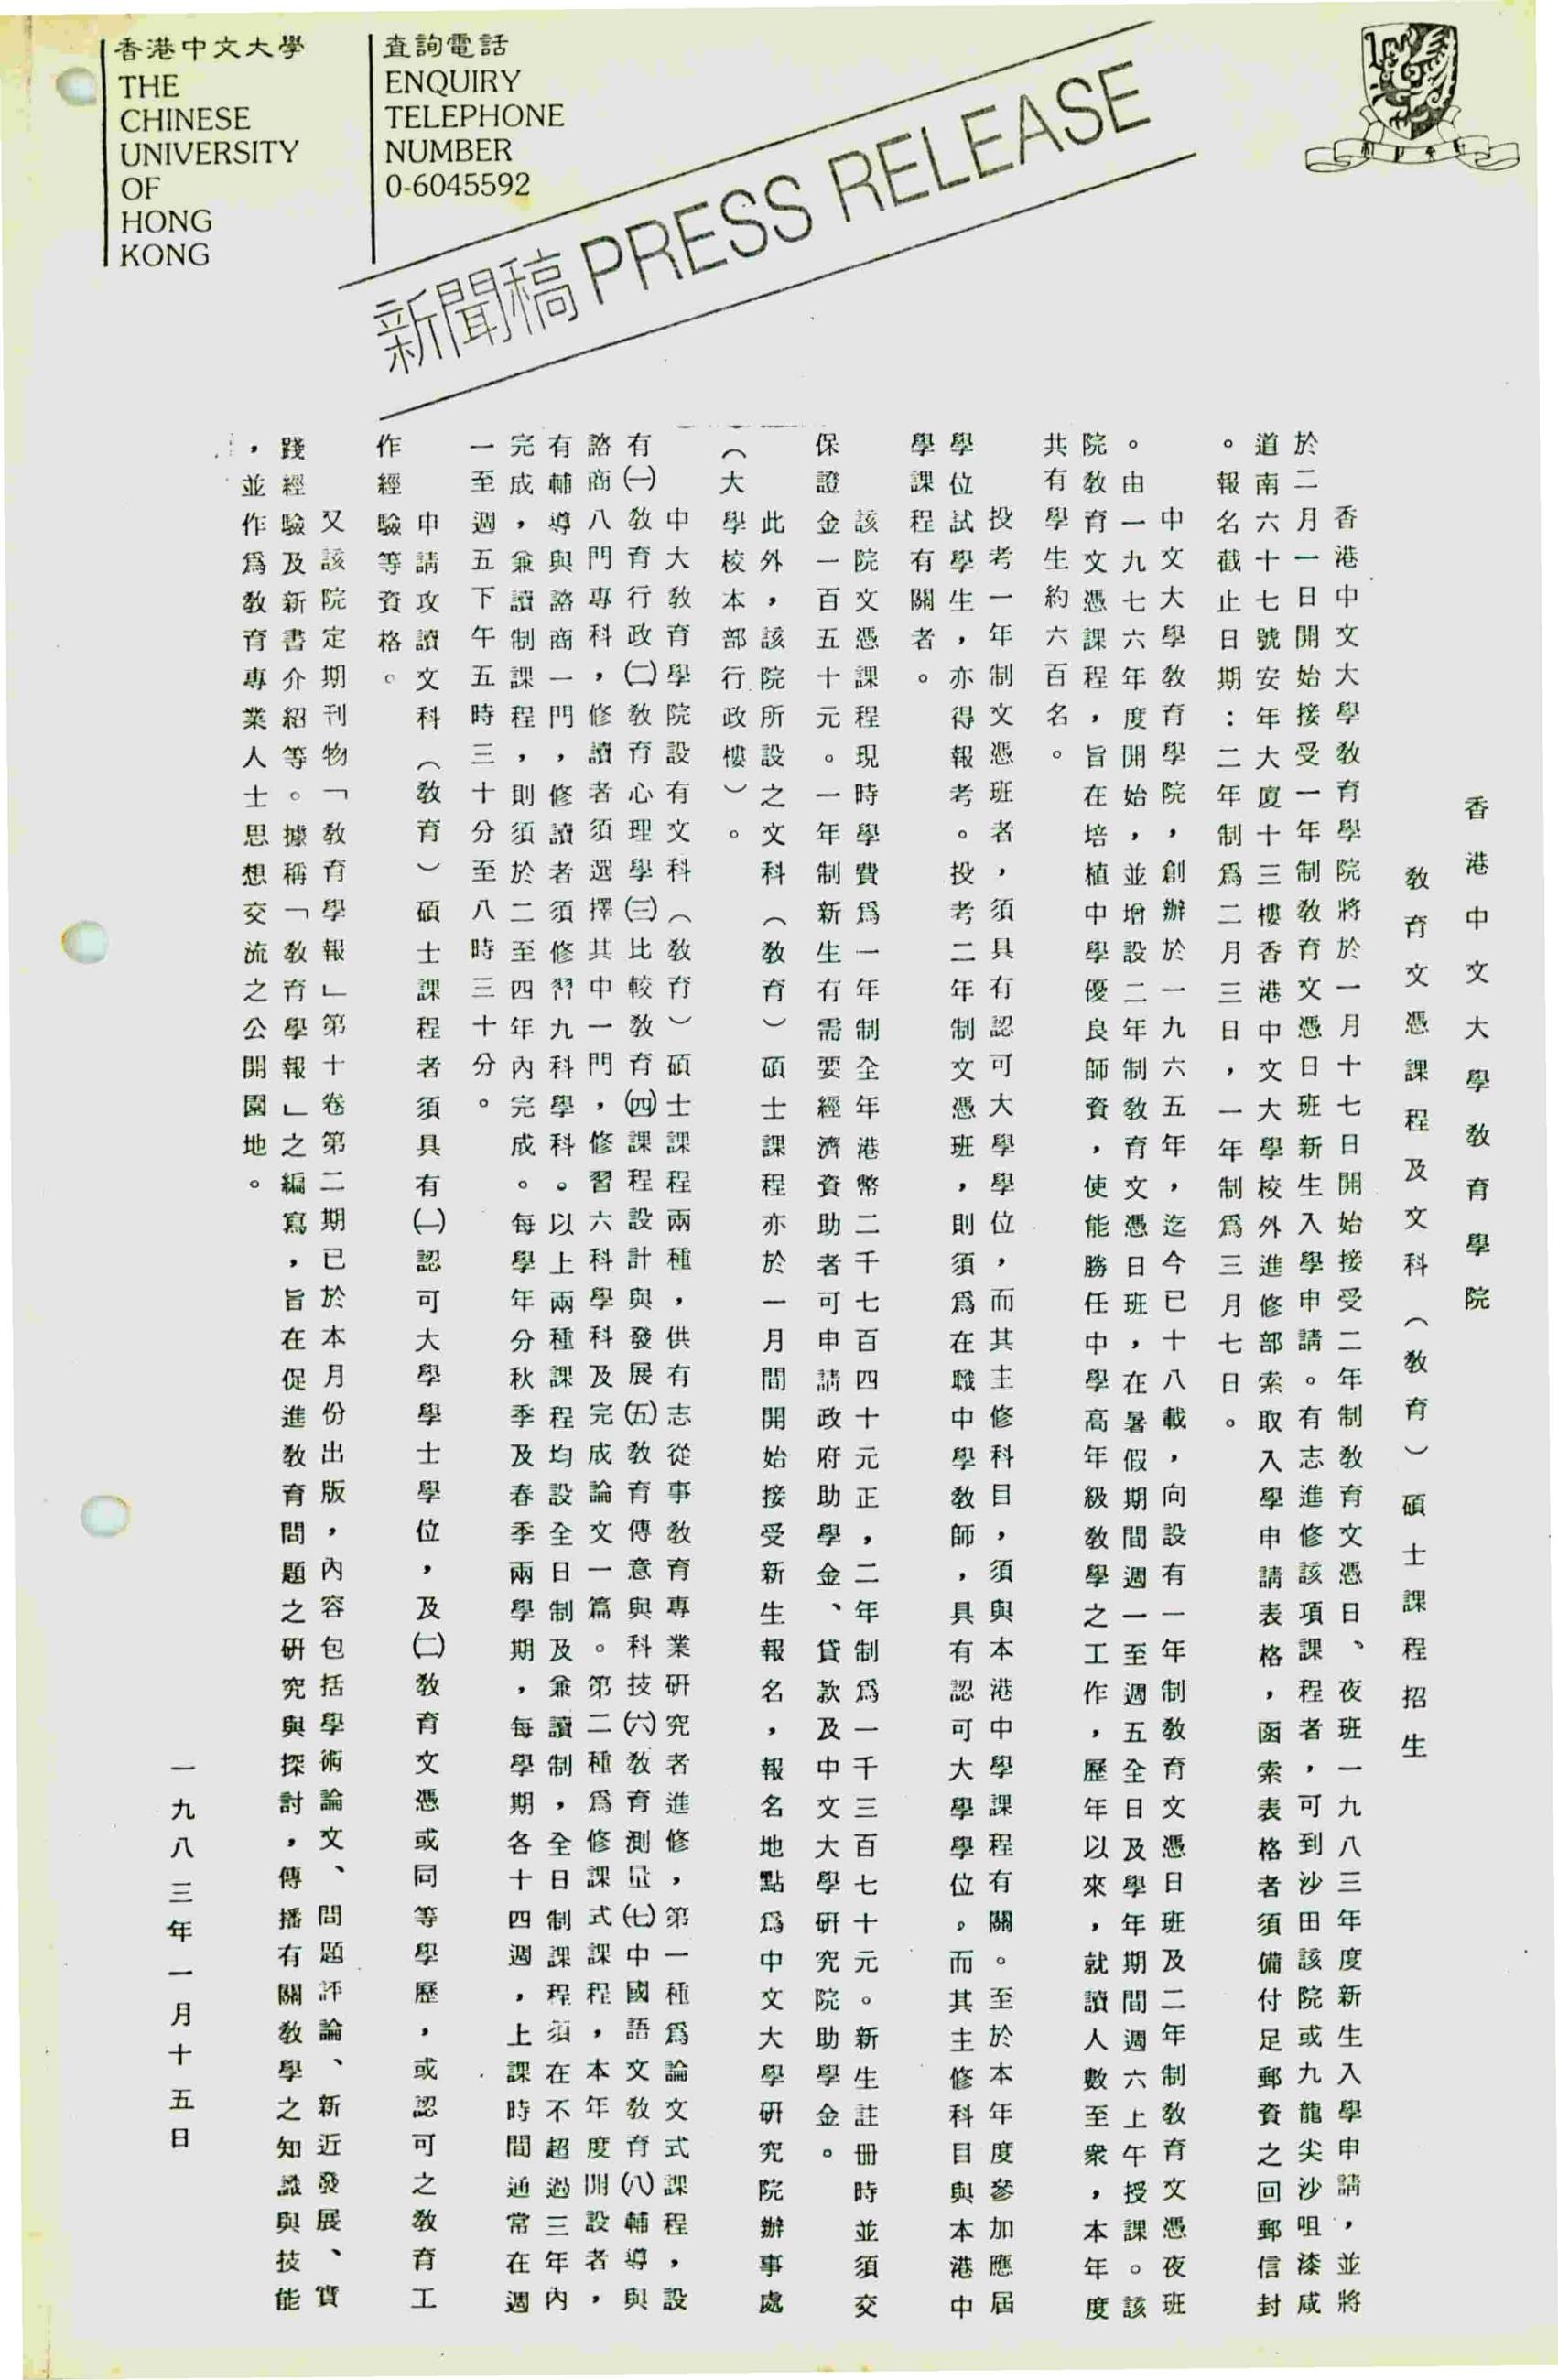 香港中文大學
THE
CHINESE
UNIVERSITY
OF
HONG
KONG
查詢電話
ENQUIRY
TELEPHONE
NUMBER
0-6045592
新聞稿 PRESS RELEASE
香港中文大學教育學院
教育文憑課程及文科（教育）碩士課程招生
香港中文大學教育學院將於一月十七日開始接受二年制教育文憑日、夜班一九八三年度新生入學申請，並將
於二月一日開始接受一年制教育文憑日班新生入學申請。有志進修該項課程者，可到沙田該院或九龍尖沙咀漆咸
道南六十七號安年大廈十三樓香港中文大學校外進修部索取入學申請表格，函索表格者須備付足郵資之回郵信封
。報名截止日期：二年制為二月三日，一年制為三月七日。
中文大學教育學院，創辦於一九六五年，迄今已十八載，向設有一年制教育文憑日班及二年制教育文憑夜班
。由一九七六年度開始，並增設二年制教育文憑日班，在暑假期間週一至週五全日及學年期間週六上午授課。該
院教育文憑課程，旨在培植中學優良師資，使能勝任中學高年級教學之工作，歷年以來，就讀人數至衆，本年度
共有學生約六百名。
投考一年制文憑班者，須具有認可大學學位，而其主修科目，須與本港中學課程有關。至於本年度參加應屆
學位試學生，亦得報考。投考二年制文憑班，則須為在職中學教師，具有認可大學學位，而其主修科目與本港中
學課程有關者。
該院文憑課程現時學費為一年制全年港幣二千七百四十元正，二年制為一千三百七十元。新生註冊時並須交
保證金一百五十元。一年制新生有需要經濟資助者可申請政府助學金、貸款及中文大學研究院助學金。
此外，該院所設之文科（教育）碩士課程亦於一月間開始接受新生報名，報名地點為中文大學研究院辦事處
（大學校本部行政樓）。
中大教育學院設有文科（教育）碩士課程兩種，供有志從事教育專業研究者進修，第一種為論文式課程，設
有㈠教育行政㈡教育心理學㈢比較教育㈣課程設計與發展㈤教育傳意與科技㈥教育測量㈦中國語文教育㈧輔導與
諮商八門專科，修讀者須選擇其中一門，修習六科學科及完成論文一篇。第二種為修課式課程，本年度開設者，
有輔導與諮商一門，修讀者須修習九科學科。以上兩種課程均設全日制及兼讀制，全日制課程須在不超過三年內
完成，兼讀制課程，則須於二至四年內完成。每學年分秋季及春季兩學期，每學期各十四週，上課時間通常在週
一至週五下午五時三十分至八時三十分。
申請攻讀文科（教育）碩士課程者須具有㈠認可大學學士學位，及㈡教育文憑或同等學歷，或認可之教育工
作經驗等資格。
又該院定期刊物「教育學報」第十卷第二期已於本月份出版，內容包括學術論文、問題評論、新近發展、實
踐經驗及新書介紹等。據稱「教育學報」之編寫，旨在促進教育問題之研究與探討，傳播有關教學之知識與技能
，並作為教育專業人士思想交流之公開園地。
一九八三年一月十五日